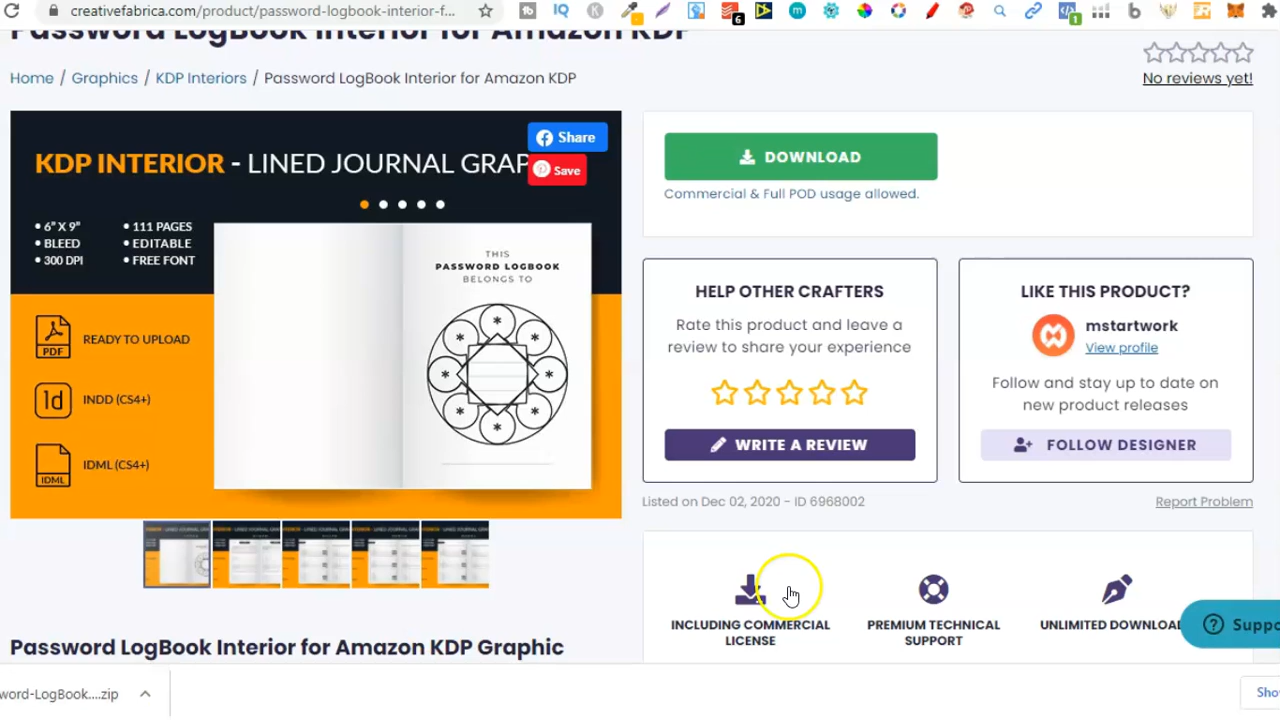 creativefabrica.com/product/password-logbook-interior-f...
6
1
Password LogBook Interior for Amazon KDP
Home / Graphics / KDP Interiors / Password LogBook Interior for Amazon KDP
No reviews yet!
KDP INTERIOR - LINED JOURNAL GRAP
Share
Save
• 6” X 9”
• BLEED
• 300 DPI
• 111 PAGES
• EDITABLE
• FREE FONT
PDF
READY TO UPLOAD
Id
INDD (CS4+)
IDML
IDML (CS4+)
THIS
PASSWORD LOGBOOK
BELONGS TO
DOWNLOAD
Commercial & Full POD usage allowed.
HELP OTHER CRAFTERS
Rate this product and leave a
review to share your experience
WRITE A REVIEW
LIKE THIS PRODUCT?
mstartwork
View profile
Follow and stay up to date on
new product releases
FOLLOW DESIGNER
Listed on Dec 02, 2020 - ID 6968002
Report Problem
INCLUDING COMMERCIAL
LICENSE
PREMIUM TECHNICAL
SUPPORT
UNLIMITED DOWNLOA
Suppo
Password LogBook Interior for Amazon KDP Graphic
word-LogBook....zip
Sho